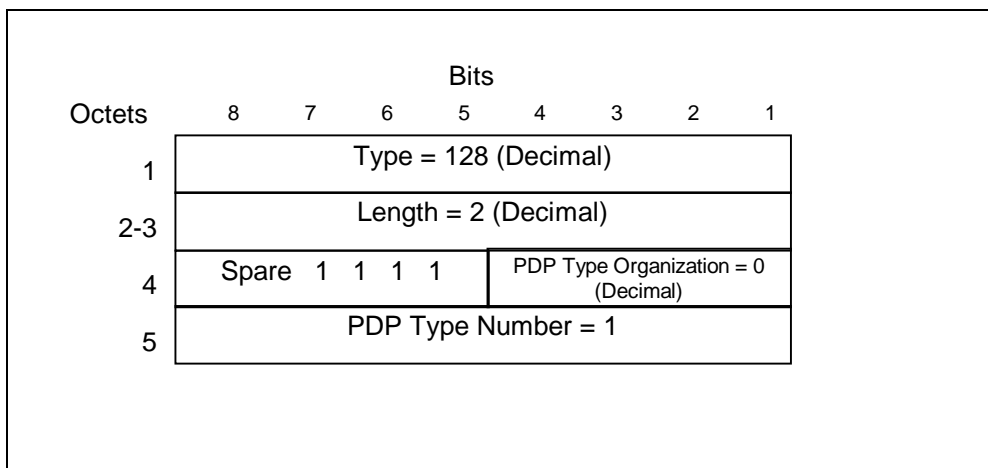 Bits
Octets 8 7 6 5 4 3 2 1
1 Type = 128 (Decimal)
2-3 Length = 2 (Decimal)
4 Spare 1 1 1 1 PDP Type Organization = 0
(Decimal)
5 PDP Type Number = 1